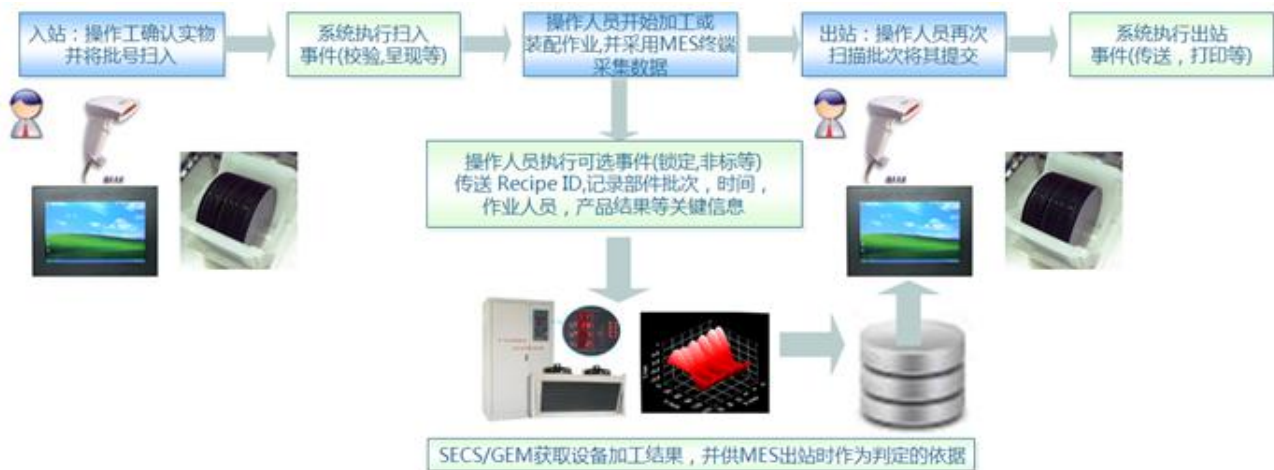 入站：操作工确认实物
并将批号扫入
系统执行扫入
事件(校验,呈现等)
操作人员开始加工或
装配作业,并采用MES终端
采集数据
出站：操作人员再次
扫描批次将其提交
系统执行出站
事件(传送，打印等)
操作人员执行可选事件(锁定,非标等)
传送 Recipe ID,记录部件批次，时间，
作业人员，产品结果等关键信息
SECS/GEM获取设备加工结果，并供MES出站时作为判定的依据